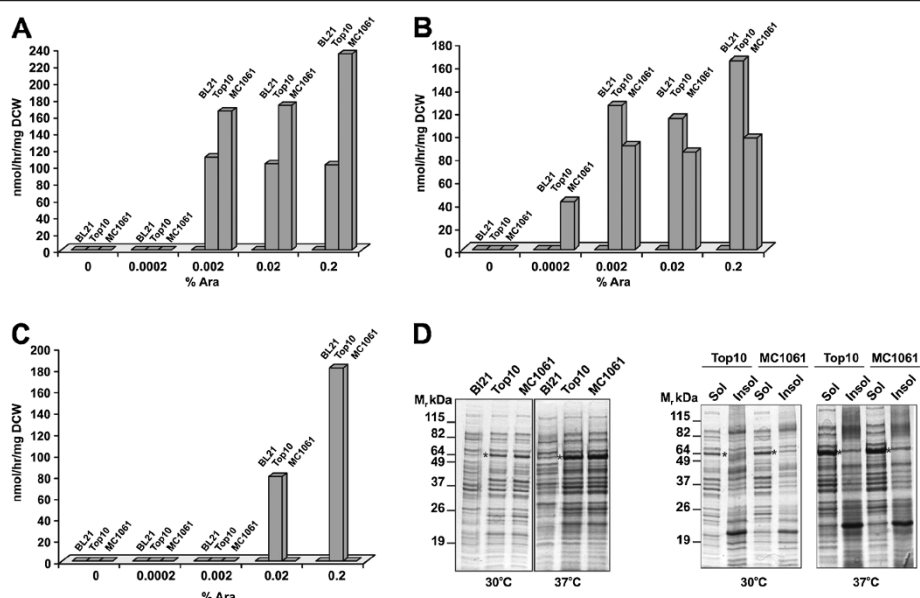 A
240
220
200
180
160
140
120
100
80
60
40
20
nmol/hr/mg DCW
BL21 Top10 MC1061
BL21 Top10 MC1061
BL21 Top10 MC1061
BL21 Top10 MC1061
BL21 Top10 MC1061
0 0.0002 0.002 0.02 0.2
% Ara
B
180
160
140
120
100
80
60
40
20
0
nmol/hr/mg DCW
BL21 Top10 MC1061
BL21 Top10 MC1061
BL21 Top10 MC1061
BL21 Top10 MC1061
BL21 Top10 MC1061
0 0.0002 0.002 0.02 0.2
% Ara
C
200
180
160
140
120
100
80
60
40
20
0
nmol/hr/mg DCW
BL21 Top10 MC1061
BL21 Top10 MC1061
BL21 Top10 MC1061
BL21 Top10 MC1061
BL21 Top10 MC1061
0 0.0002 0.002 0.02 0.2
% Ara
D
Bl21 Top10 MC1061 Bl21 Top10 MC1061
Mr kDa
115
82
64
49
37
26
19
* *
30°C 37°C
Top10 MC1061 Top10 MC1061
Sol Insol Sol Insol Sol Insol Sol Insol
Mr kDa
115
82
64
49
37
26
19
* * * *
30°C 37°C